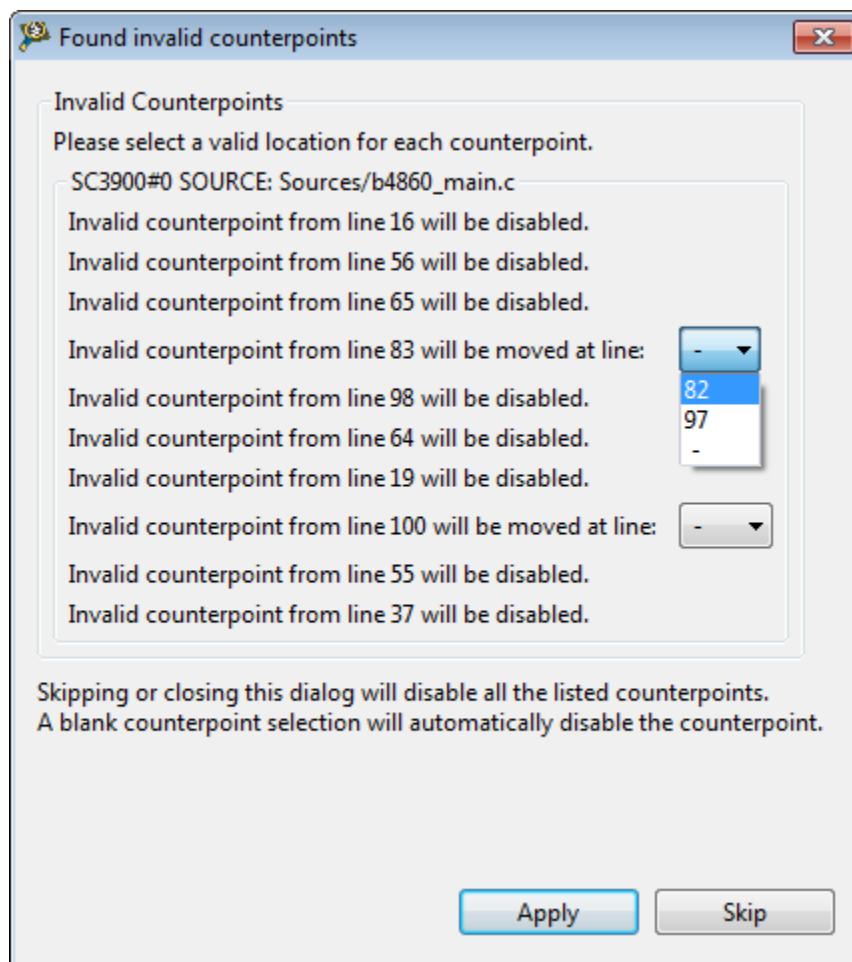 Found invalid counterpoints
Invalid Counterpoints
Please select a valid location for each counterpoint.
SC3900#0 SOURCE: Sources/b4860_main.c
Invalid counterpoint from line 16 will be disabled.
Invalid counterpoint from line 56 will be disabled.
Invalid counterpoint from line 65 will be disabled.
Invalid counterpoint from line 83 will be moved at line: -
82
97
-
Invalid counterpoint from line 98 will be disabled.
Invalid counterpoint from line 64 will be disabled.
Invalid counterpoint from line 19 will be disabled.
Invalid counterpoint from line 100 will be moved at line: -
Invalid counterpoint from line 55 will be disabled.
Invalid counterpoint from line 37 will be disabled.
Skipping or closing this dialog will disable all the listed counterpoints.
A blank counterpoint selection will automatically disable the counterpoint.
Apply Skip